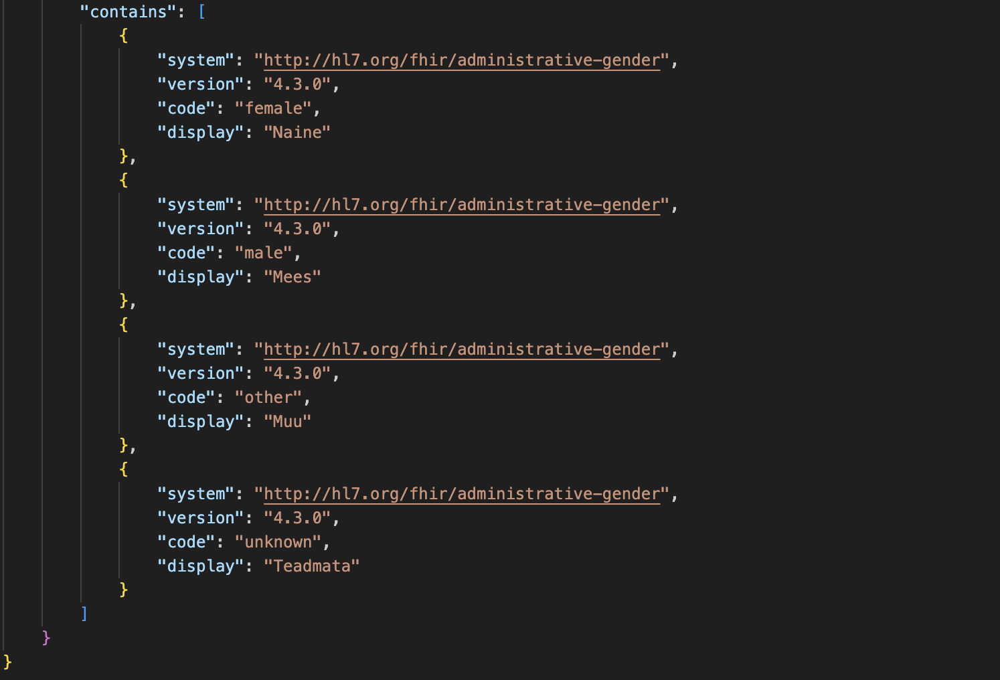 "contains": [
{
"system": "http://hl7.org/fhir/administrative-gender",
"version": "4.3.0",
"code": "female",
"display": "Naine"
},
{
"system": "http://hl7.org/fhir/administrative-gender",
"version": "4.3.0",
"code": "male",
"display": "Mees"
},
{
"system": "http://hl7.org/fhir/administrative-gender",
"version": "4.3.0",
"code": "other",
"display": "Muu"
},
{
"system": "http://hl7.org/fhir/administrative-gender",
"version": "4.3.0",
"code": "unknown",
"display": "Teadmata"
}
]
}
}